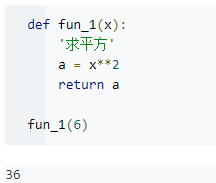 def fun_1(x):
    '求平方'
    a = x**2
    return a
fun_1(6)
36